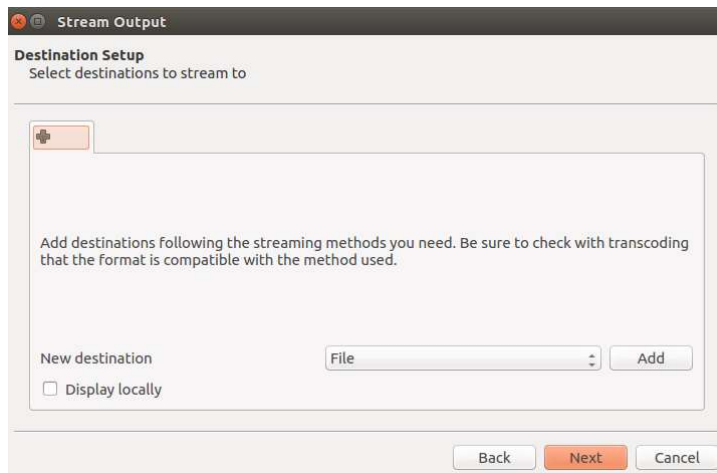 Stream Output
Destination Setup
Select destinations to stream to
Add destinations following the streaming methods you need. Be sure to check with transcoding
that the format is compatible with the method used.
New destination
File
Add
Display locally
Back
Next
Cancel